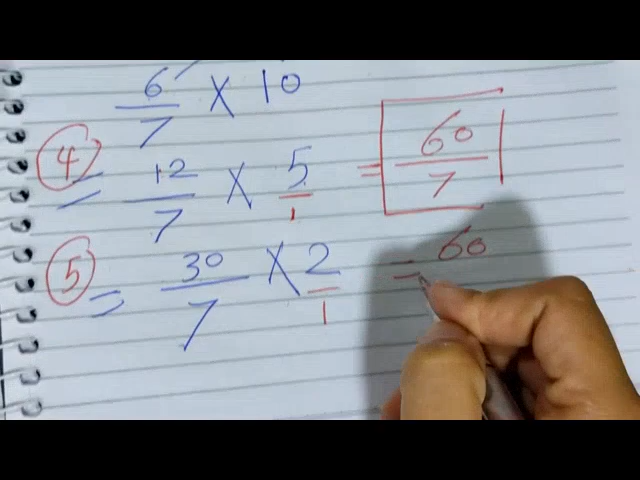 6/7 × 10
④ = 12/7 × 5/1 = 60/7
⑤ = 30/7 × 2/1 = 60